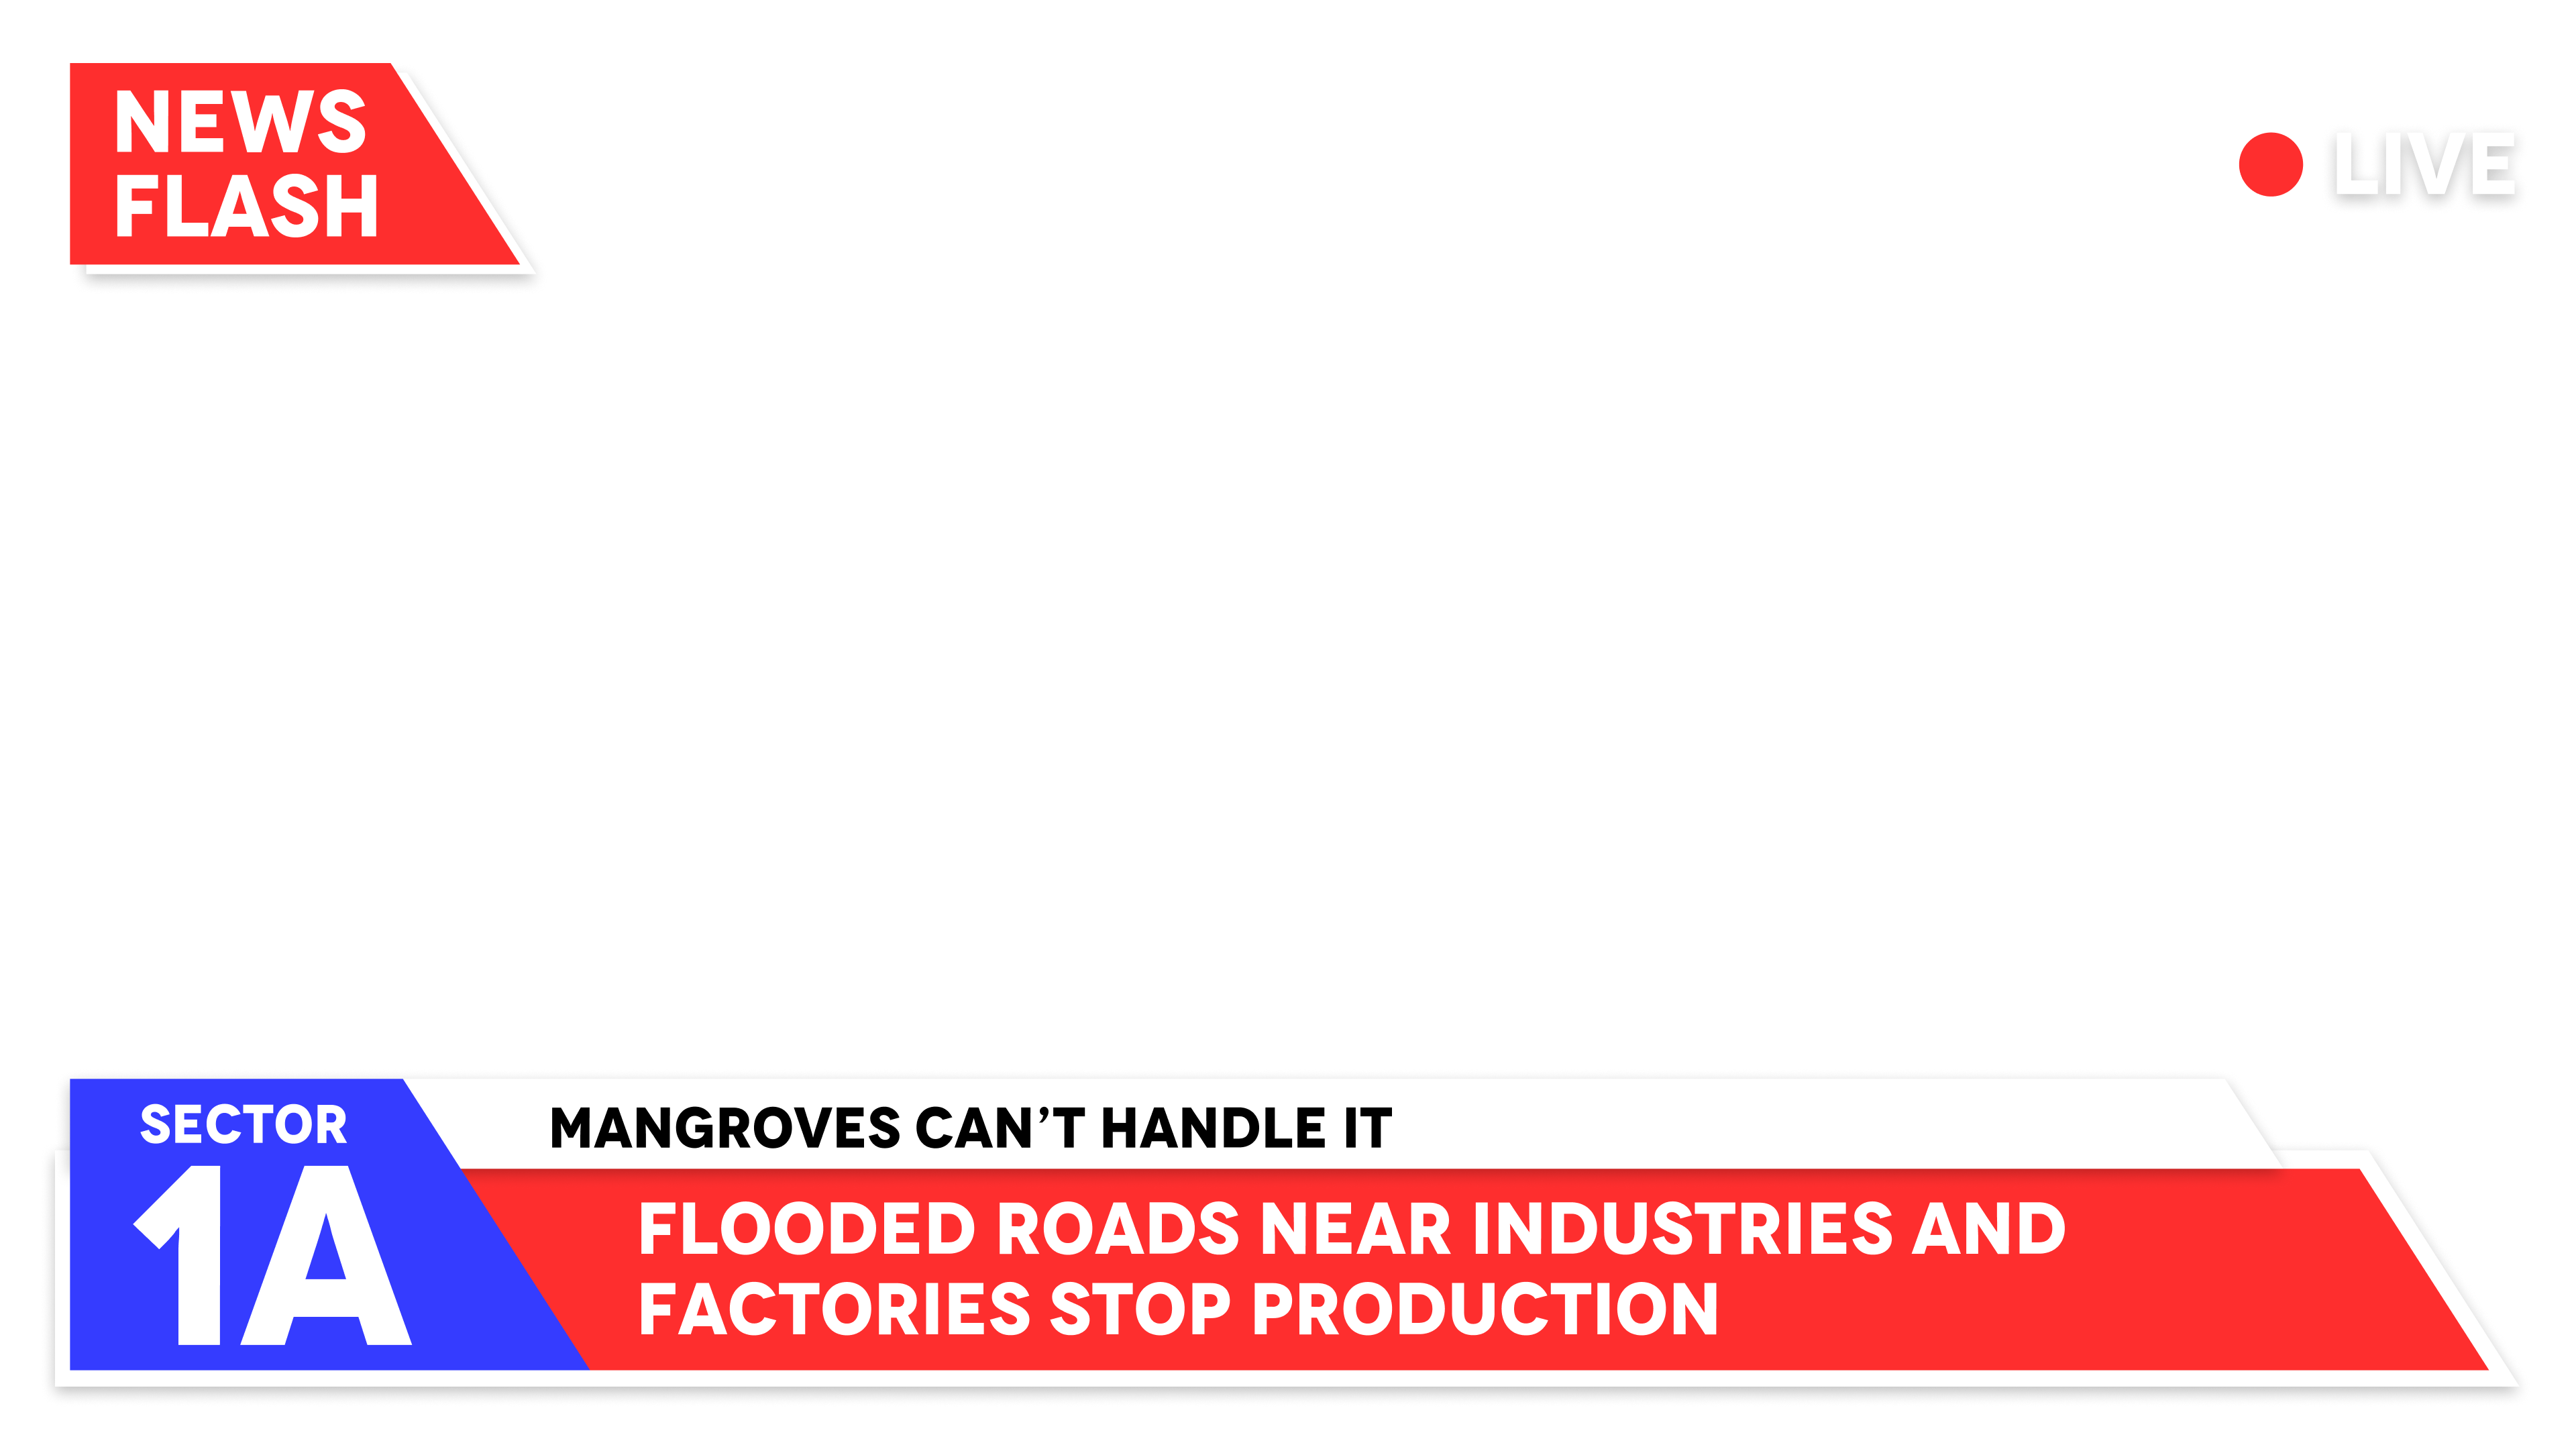 NEWS
FLASH
LIVE
SECTOR
1A
MANGROVES CAN’T HANDLE IT
FLOODED ROADS NEAR INDUSTRIES AND
FACTORIES STOP PRODUCTION